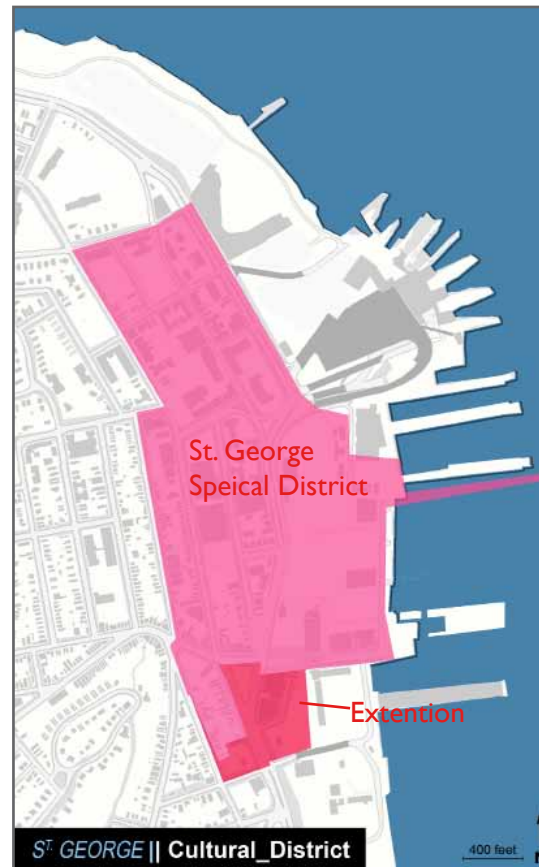 St. George
Speical District
Extention
ST. GEORGE || Cultural_District
400 feet